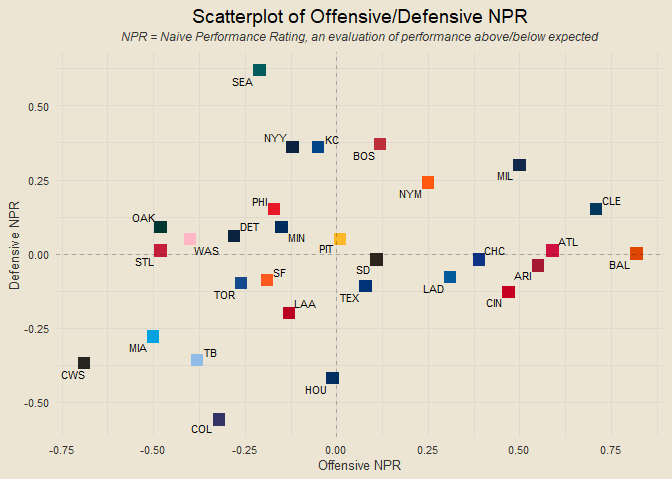 Scatterplot of Offensive/Defensive NPR
NPR = Naive Performance Rating, an evaluation of performance above/below expected
SEA
0.50
NYY
KC
BOS
MIL
0.25
NYM
PHI
CLE
OAK
DET
MIN
WAS
PIT
STL
0.00
CHC
ATL
SD
ARI
BAL
SF
TOR
TEX
LAD
CIN
LAA
-0.25
MIA
TB
CWS
HOU
COL
-0.50
-0.75
-0.50
-0.25
0.00
0.25
0.50
0.75
Offensive NPR
Defensive NPR